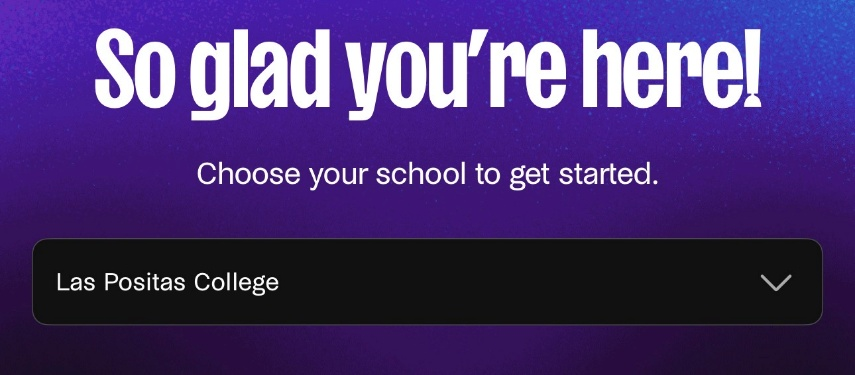 So glad you're here!
Choose your school to get started.
Las Positas College